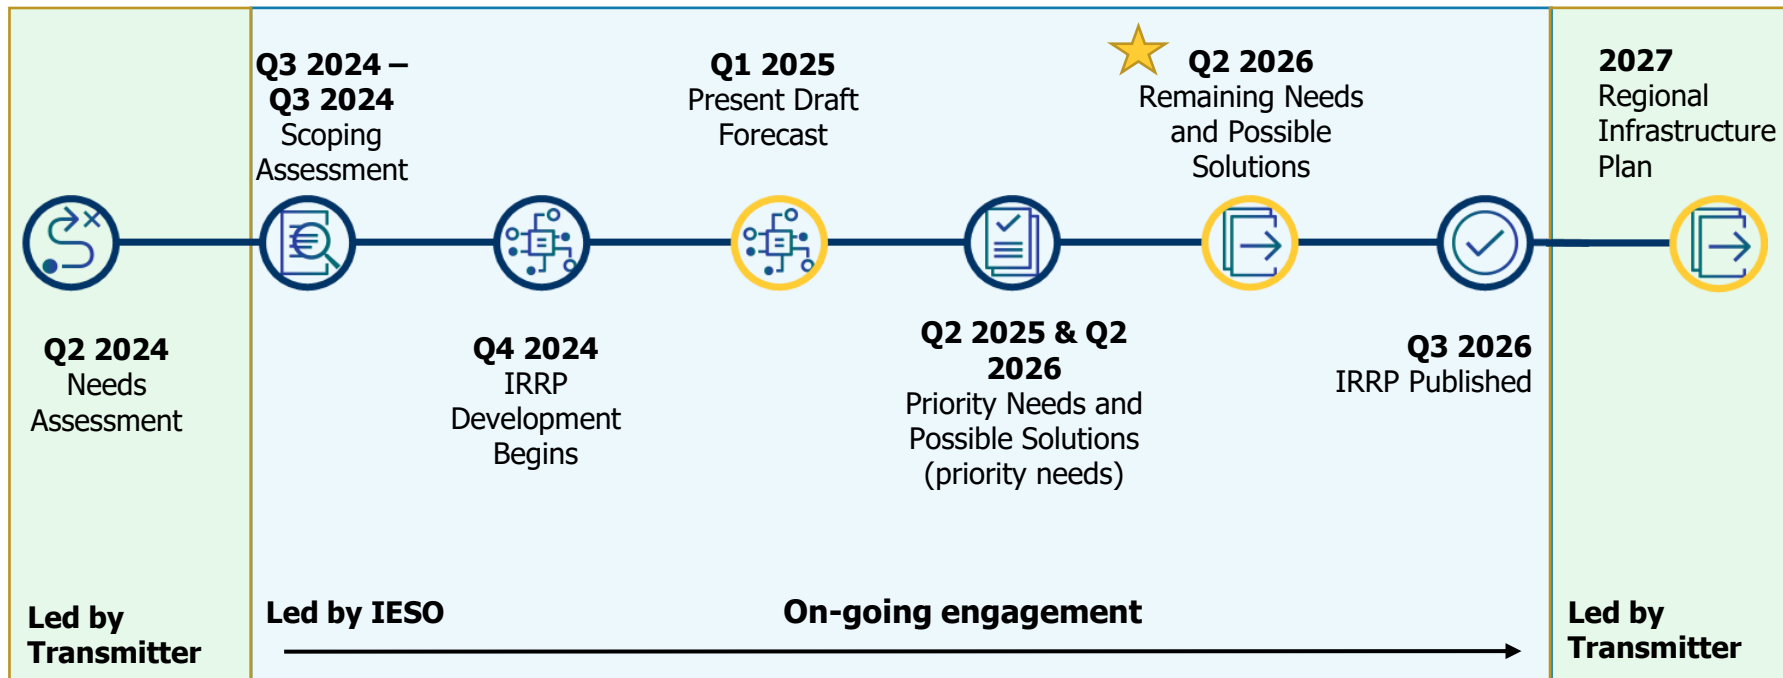 Q2 2024
Needs
Assessment
Q3 2024 –
Q3 2024
Scoping
Assessment
Q4 2024
IRRP
Development
Begins
Q1 2025
Present Draft
Forecast
Q2 2025 & Q2
2026
Priority Needs and
Possible Solutions
(priority needs)
Q2 2026
Remaining Needs
and Possible
Solutions
Q3 2026
IRRP Published
2027
Regional
Infrastructure
Plan
Led by
Transmitter
Led by IESO
On-going engagement
Led by
Transmitter